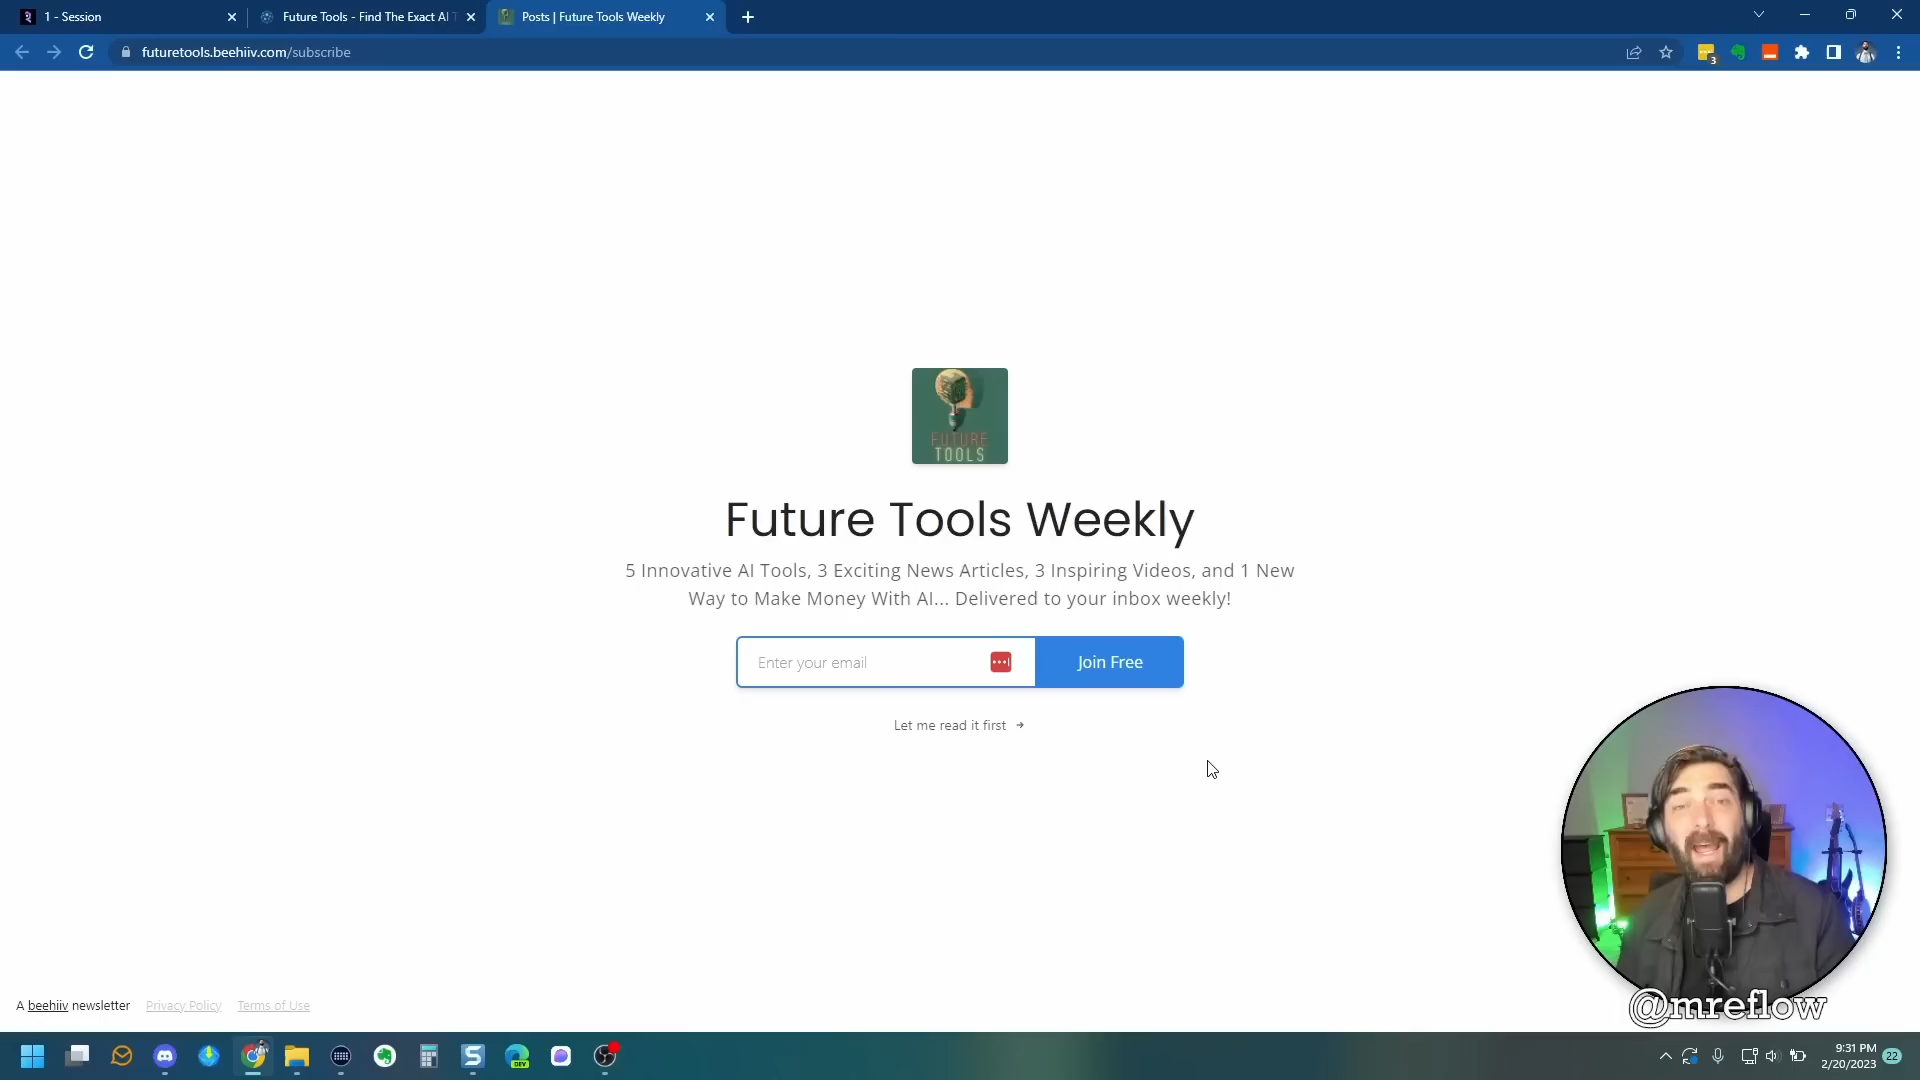 1 - Session
Future Tools - Find The Exact AI T
Posts | Future Tools Weekly
futuretools.beehiiv.com/subscribe
3
FUTURE
TOOLS
Future Tools Weekly
5 Innovative AI Tools, 3 Exciting News Articles, 3 Inspiring Videos, and 1 New
Way to Make Money With AI... Delivered to your inbox weekly!
Enter your email
Join Free
Let me read it first →
A beehiiv newsletter
Privacy Policy
Terms of Use
@mreflow
S
DEV
9:31 PM
2/20/2023
22